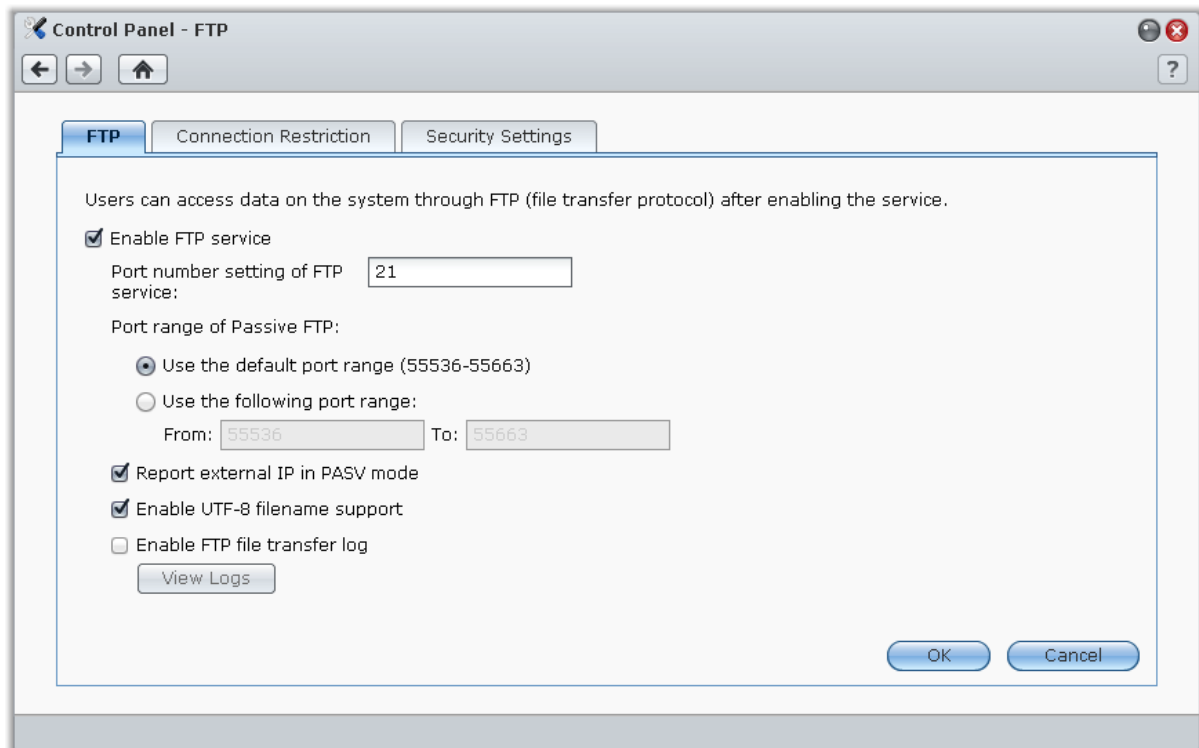 Control Panel - FTP
?
FTP
Connection Restriction
Security Settings
Users can access data on the system through FTP (file transfer protocol) after enabling the service.
Enable FTP service
Port number setting of FTP
service:
21
Port range of Passive FTP:
Use the default port range (55536-55663)
Use the following port range:
From: 55536 To: 55663
Report external IP in PASV mode
Enable UTF-8 filename support
Enable FTP file transfer log
View Logs
OK
Cancel